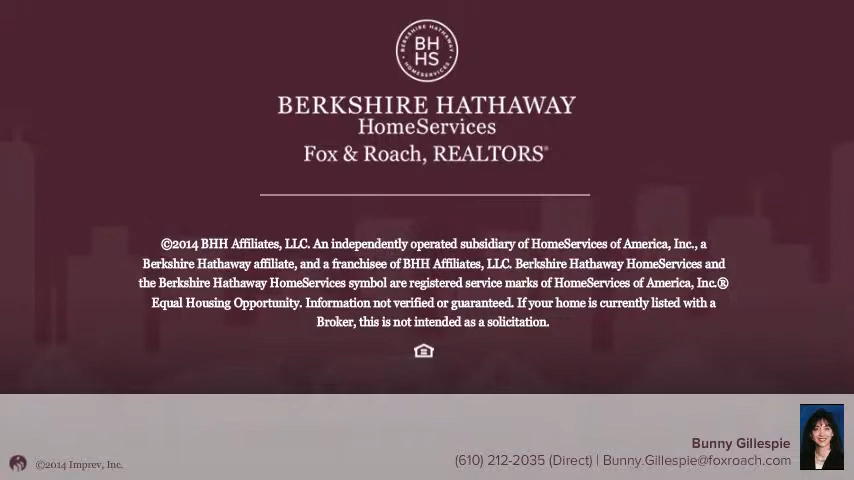 BERKSHIRE HATHAWAY
HOMESERVICES
BH
HS
BERKSHIRE HATHAWAY
HomeServices
Fox & Roach, REALTORS®
©2014 BHH Affiliates, LLC. An independently operated subsidiary of HomeServices of America, Inc., a
Berkshire Hathaway affiliate, and a franchisee of BHH Affiliates, LLC. Berkshire Hathaway HomeServices and
the Berkshire Hathaway HomeServices symbol are registered service marks of HomeServices of America, Inc.®
Equal Housing Opportunity. Information not verified or guaranteed. If your home is currently listed with a
Broker, this is not intended as a solicitation.
Bunny Gillespie
(610) 212-2035 (Direct) | Bunny.Gillespie@foxroach.com
©2014 Imprev, Inc.